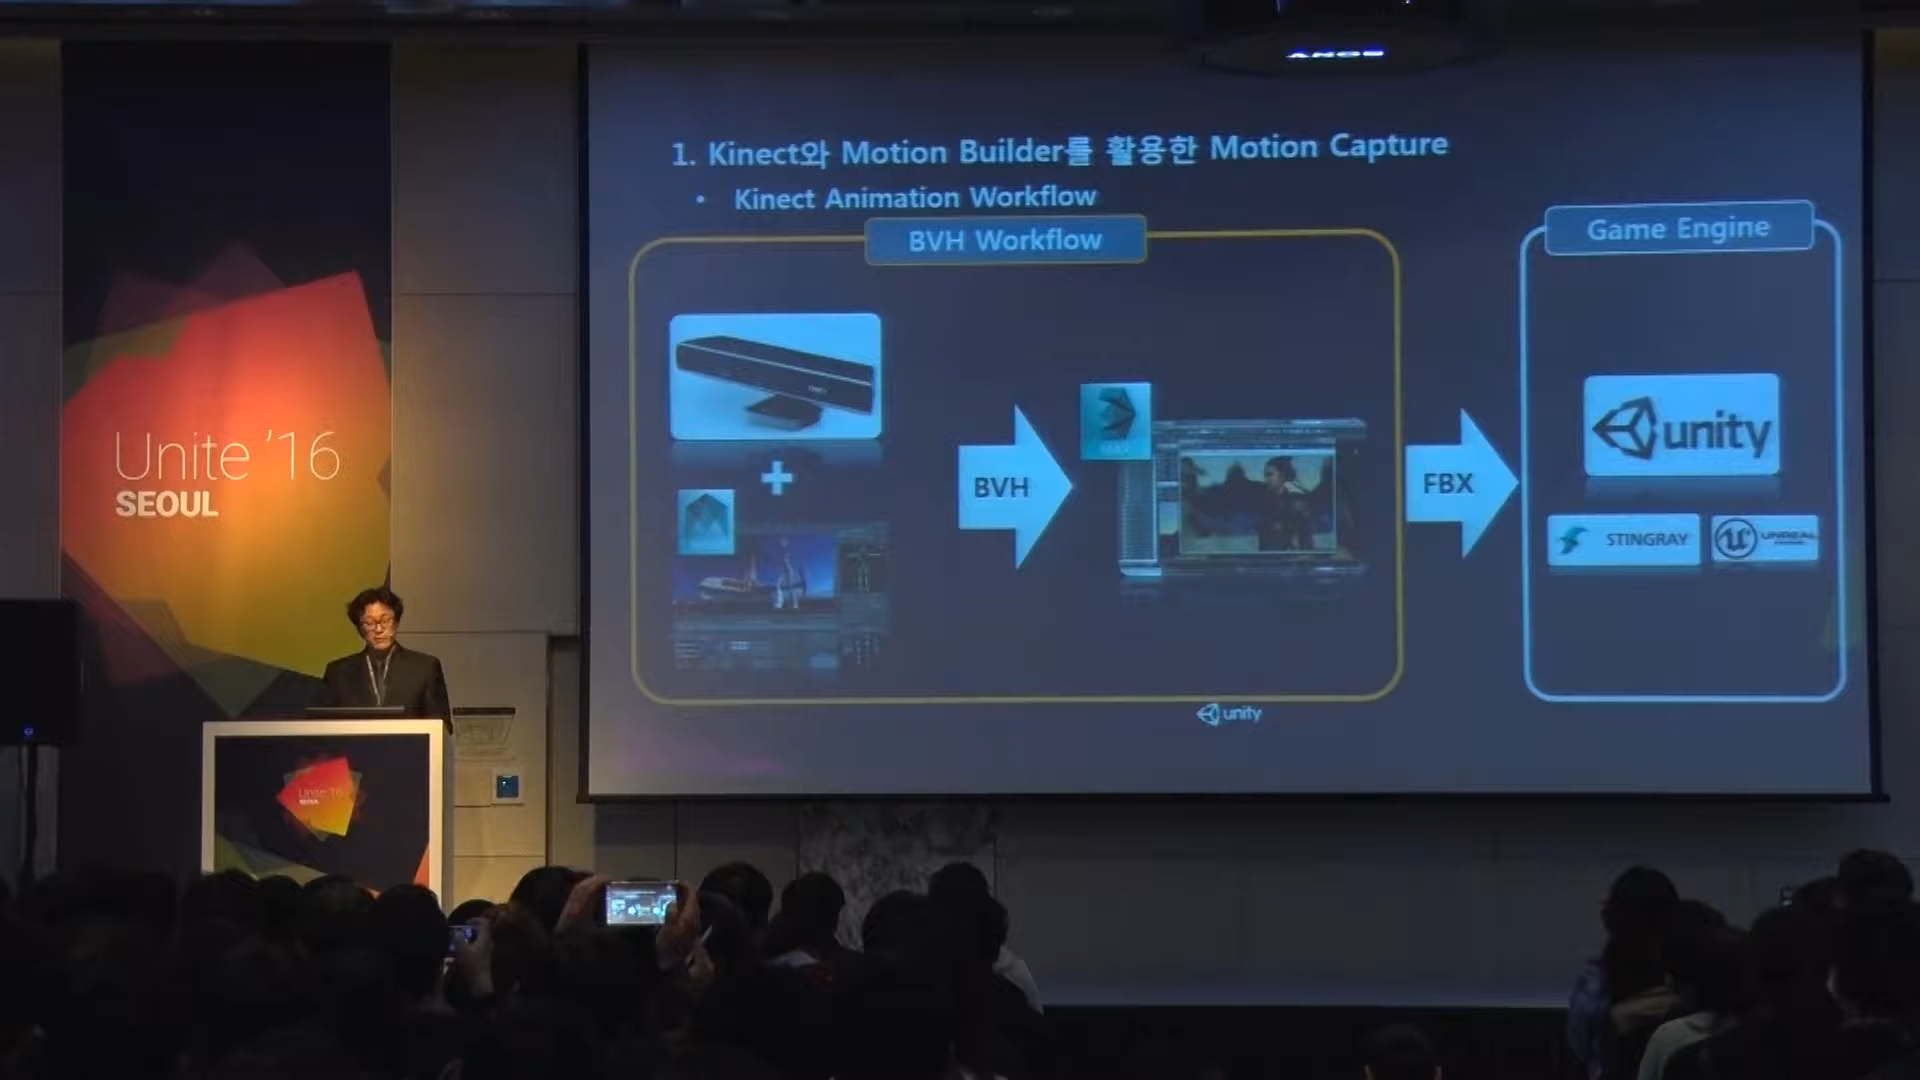 1. Kinect와 Motion Builder를 활용한 Motion Capture
• Kinect Animation Workflow
BVH Workflow
Game Engine
BVH
FBX
unity
STINGRAY
UNREAL
unity
Unite '16
SEOUL
Unite '16
SEOUL